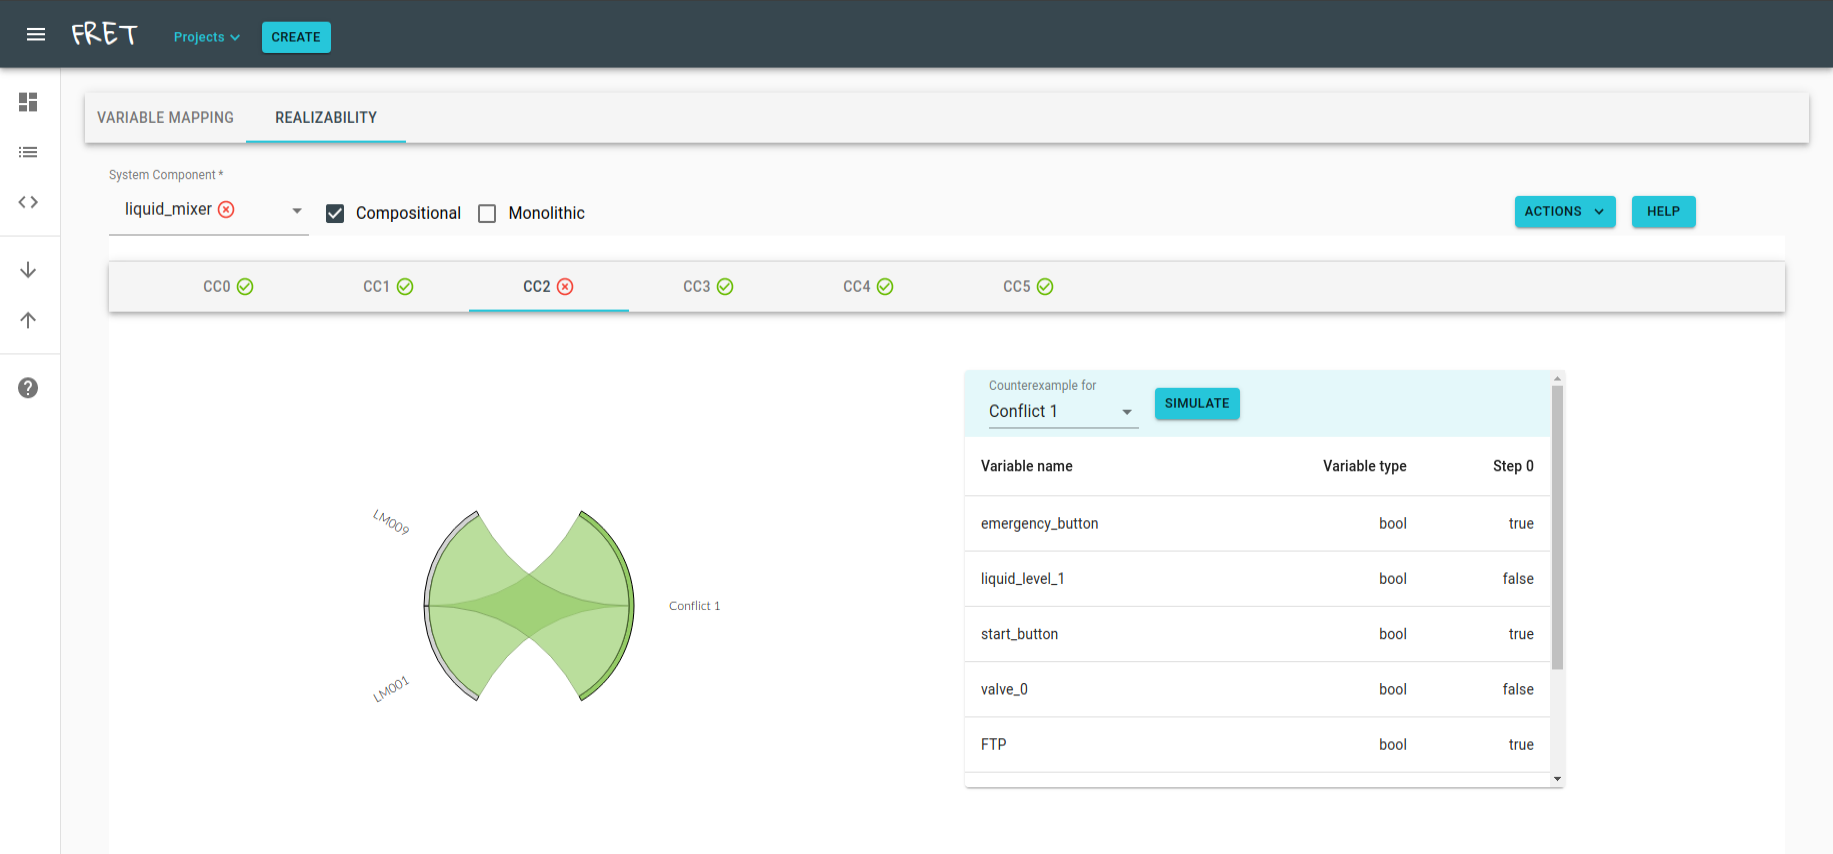 FRET Projects CREATE
VARIABLE MAPPING REALIZABILITY
System Component *
liquid_mixer Compositional Monolithic ACTIONS HELP
CC0 CC1 CC2 CC3 CC4 CC5
Counterexample for
Conflict 1 SIMULATE
Variable name Variable type Step 0
emergency_button bool true
liquid_level_1 bool false
start_button bool true
valve_0 bool false
FTP bool true
LM009
Conflict 1
LM001